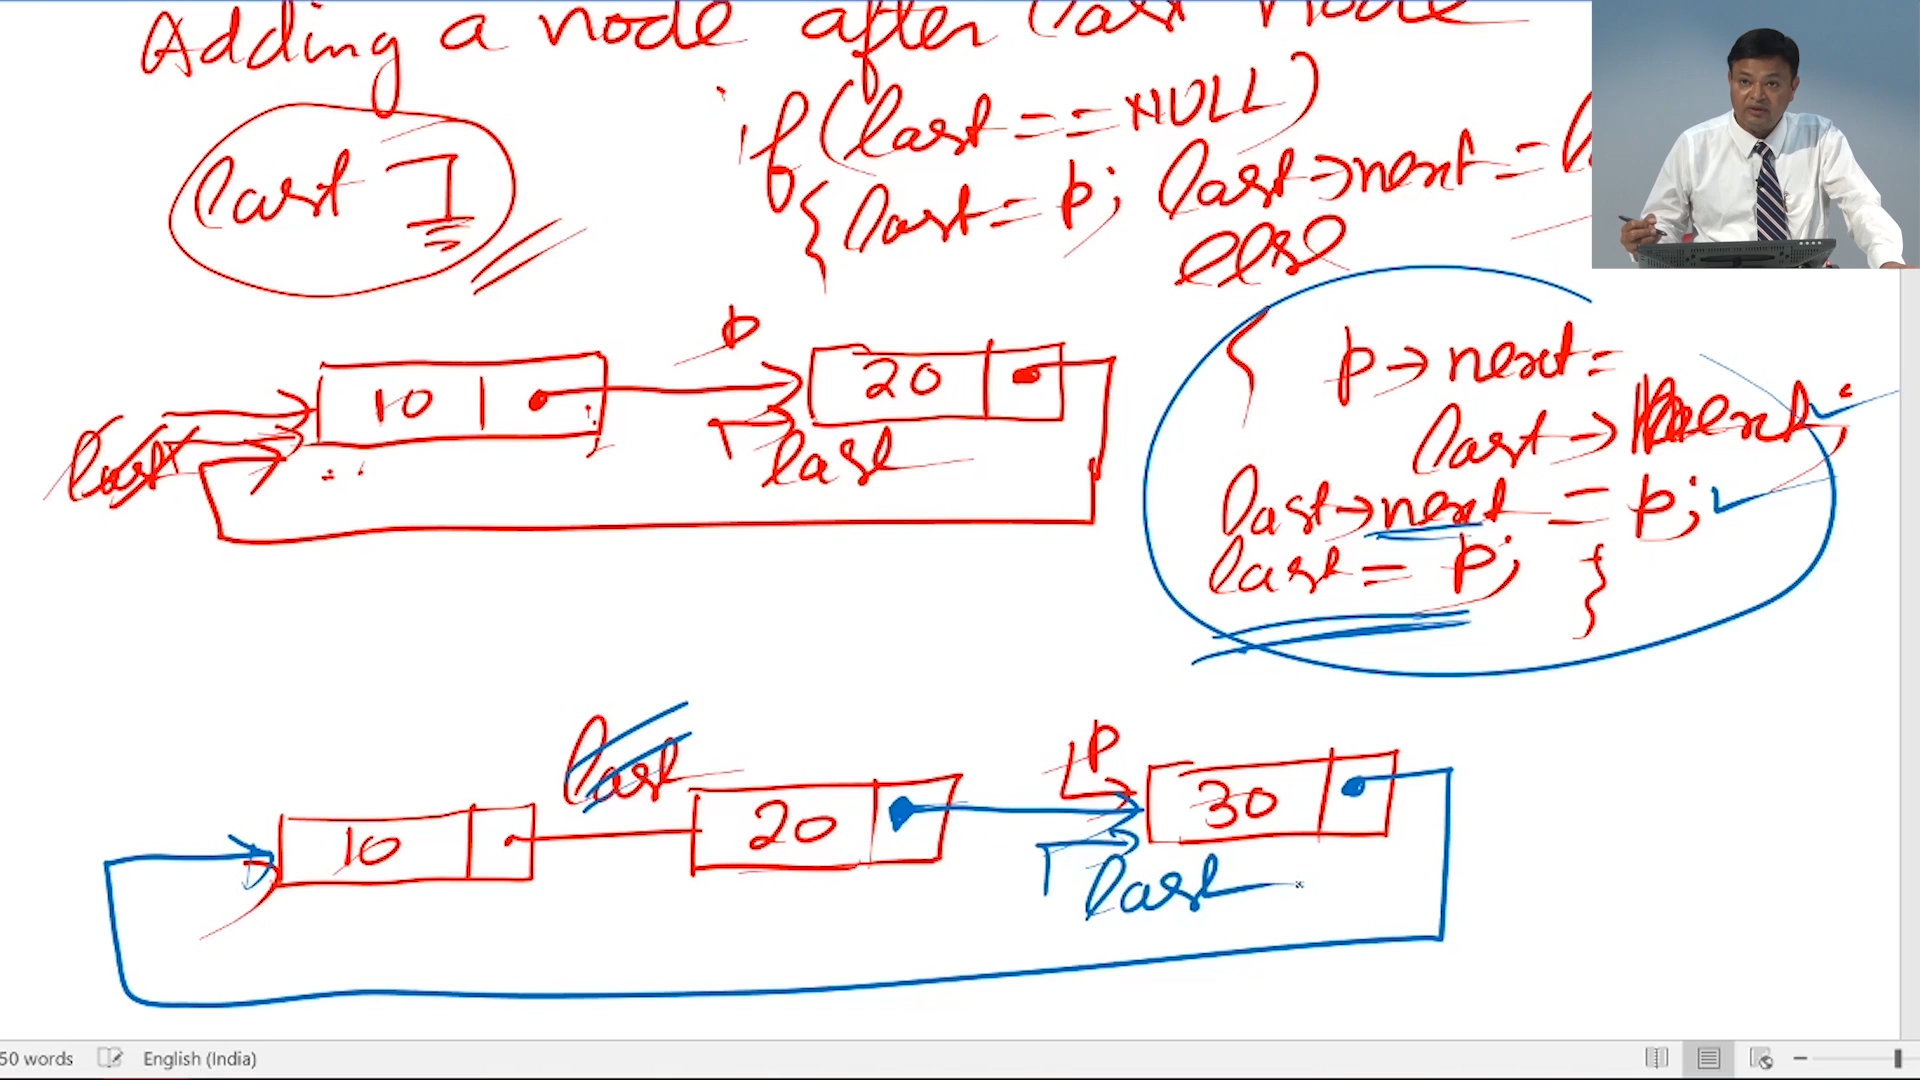 Adding a node after last node
if (last == NULL)
last
{ last = p; last->next =
else
{ p->next =
last->next;
last->next = p;
last = p; }
p
10 20
last last
last p
10 20 30
last
50 words English (India)